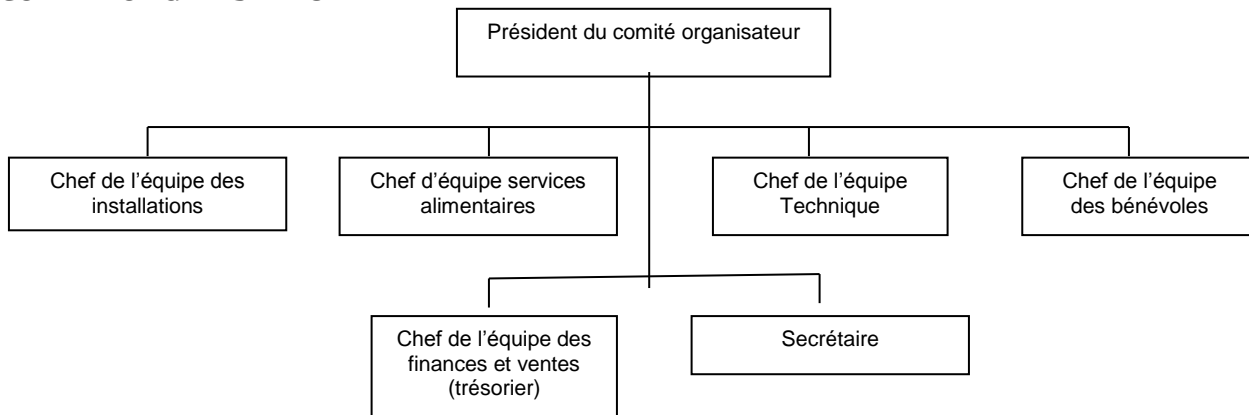 Président du comité organisateur
Chef de l’équipe des
installations
Chef d’équipe services
alimentaires
Chef de l’équipe
Technique
Chef de l’équipe
des bénévoles
Chef de l’équipe des
finances et ventes
(trésorier)
Secrétaire